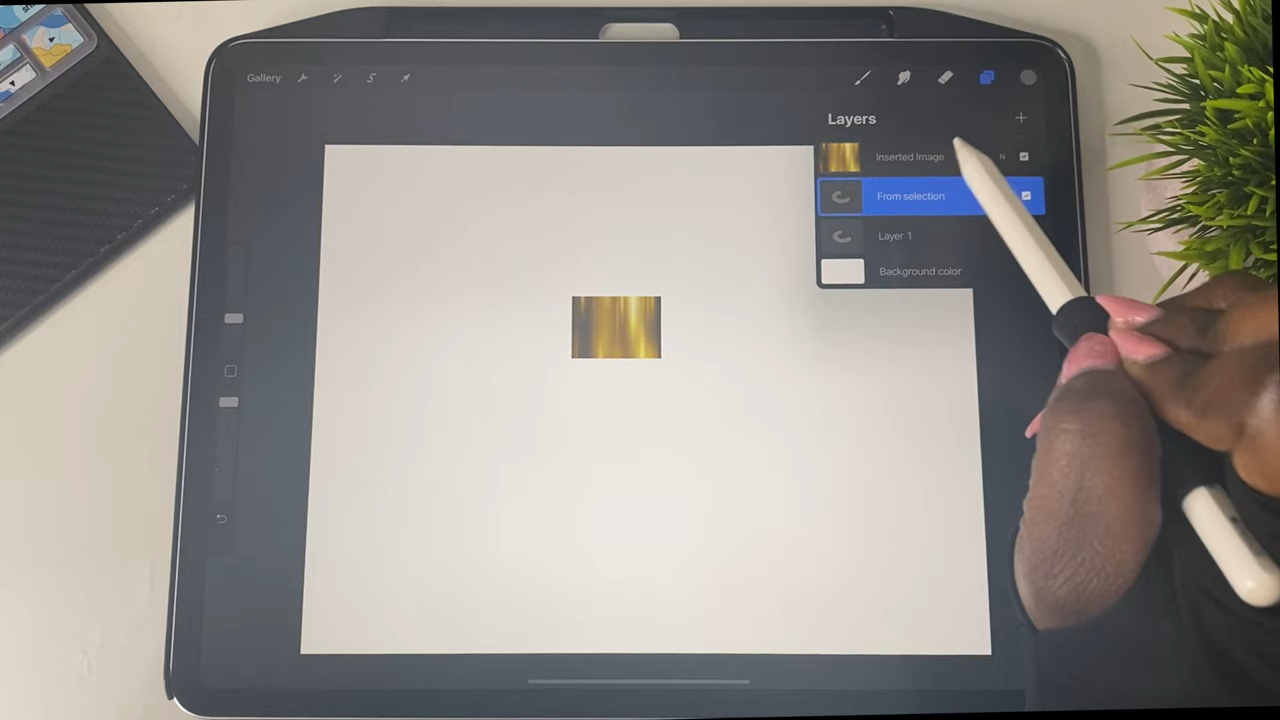 Gallery
Layers
Inserted Image N
From selection
Layer 1
Background color